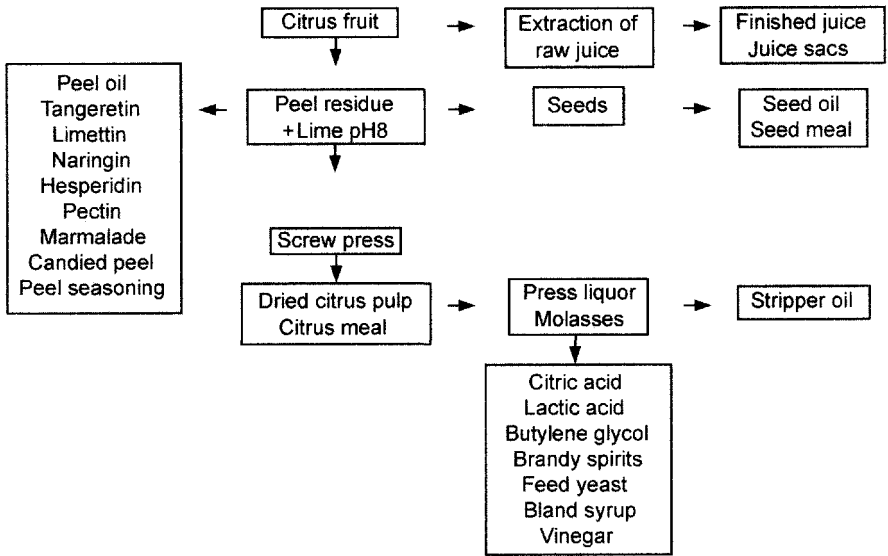 Citrus fruit
Extraction of
raw juice
Finished juice
Juice sacs
Peel oil
Tangeretin
Limettin
Naringin
Hesperidin
Pectin
Marmalade
Candied peel
Peel seasoning
Peel residue
+Lime pH8
Seeds
Seed oil
Seed meal
Screw press
Dried citrus pulp
Citrus meal
Press liquor
Molasses
Stripper oil
Citric acid
Lactic acid
Butylene glycol
Brandy spirits
Feed yeast
Bland syrup
Vinegar